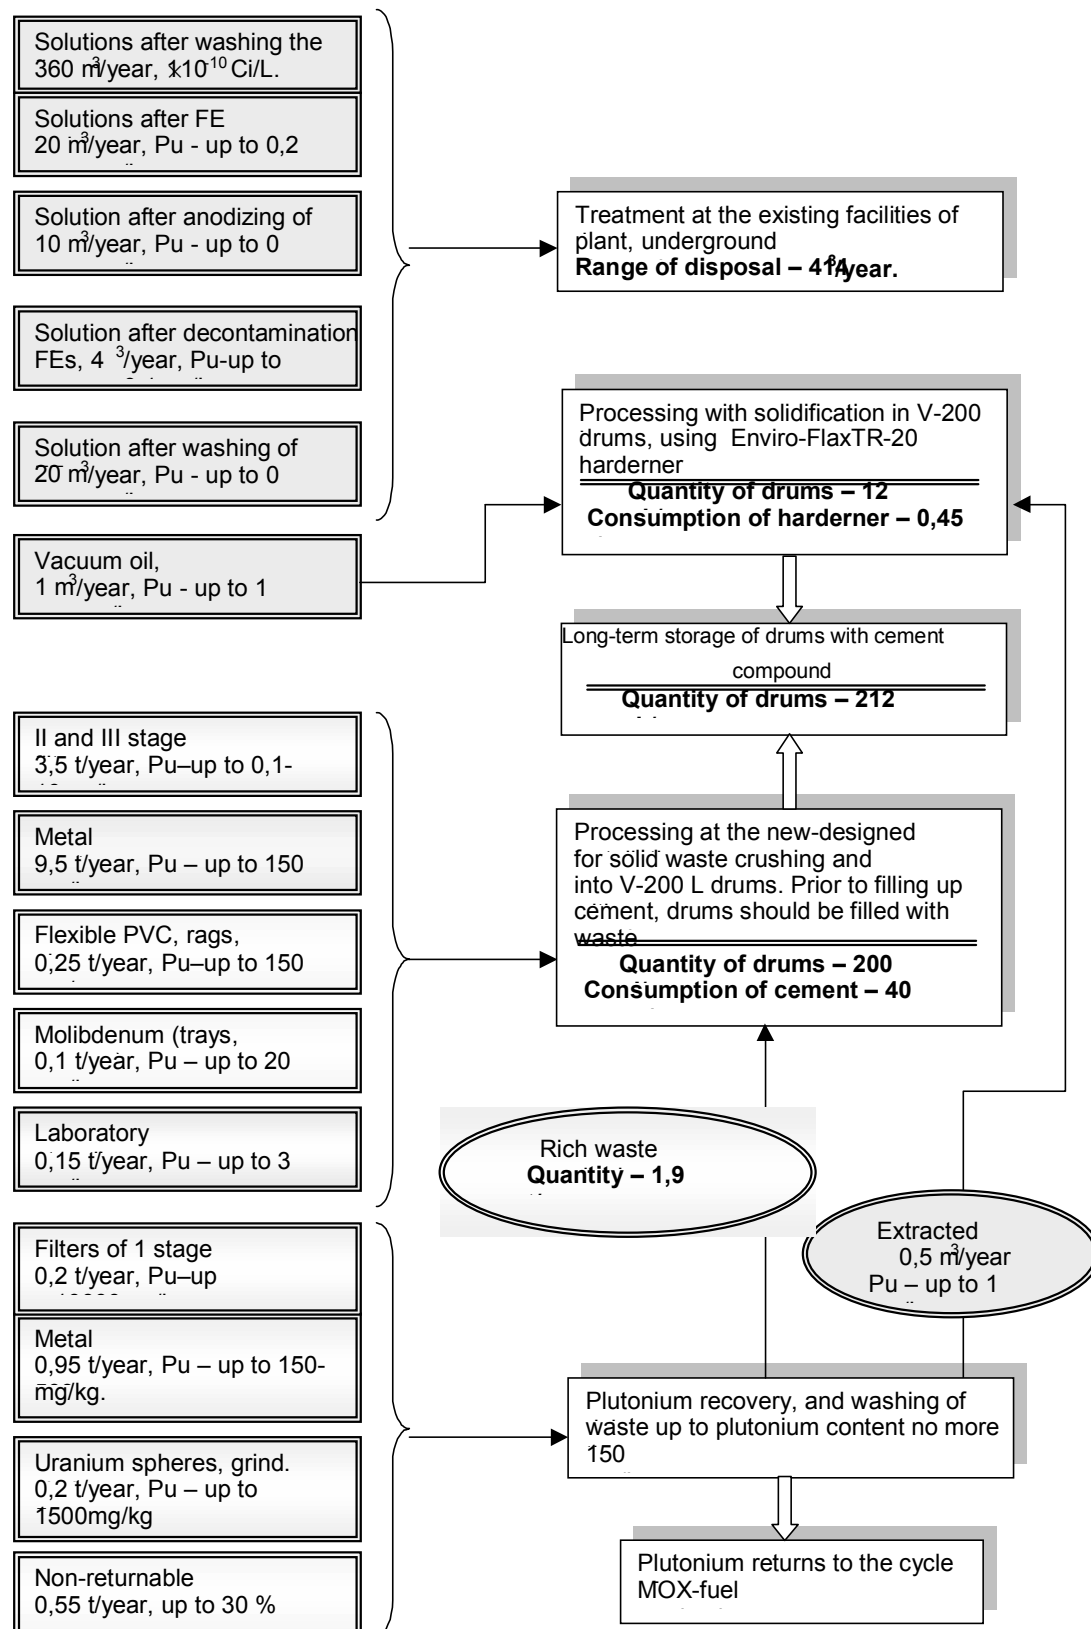 Solutions after washing the
360 m³/year, 1×10⁻¹⁰ Ci/L.
Solutions after FE
20 m³/year, Pu - up to 0,2
Solution after anodizing of
10 m³/year, Pu - up to 0
Solution after decontamination
FEs, 4 ³/year, Pu-up to
Solution after washing of
20 m³/year, Pu - up to 0
Vacuum oil,
1 m³/year, Pu - up to 1
II and III stage
3,5 t/year, Pu–up to 0,1-
Metal
9,5 t/year, Pu – up to 150
Flexible PVC, rags,
0,25 t/year, Pu–up to 150
Molibdenum (trays,
0,1 t/year, Pu – up to 20
Laboratory
0,15 t/year, Pu – up to 3
Filters of 1 stage
0,2 t/year, Pu–up
Metal
0,95 t/year, Pu – up to 150-
mg/kg.
Uranium spheres, grind.
0,2 t/year, Pu – up to
1500mg/kg
Non-returnable
0,55 t/year, up to 30 %
Treatment at the existing facilities of
plant, underground
Range of disposal – 414 ³/year.
Processing with solidification in V-200
drums, using Enviro-FlaxTR-20
harderner
Quantity of drums – 12
Consumption of harderner – 0,45
Long-term storage of drums with cement
compound
Quantity of drums – 212
Processing at the new-designed
for solid waste crushing and
into V-200 L drums. Prior to filling up
cement, drums should be filled with
waste
Quantity of drums – 200
Consumption of cement – 40
Rich waste
Quantity – 1,9
Extracted
0,5 m³/year
Pu – up to 1
Plutonium recovery, and washing of
waste up to plutonium content no more
150
Plutonium returns to the cycle
MOX-fuel